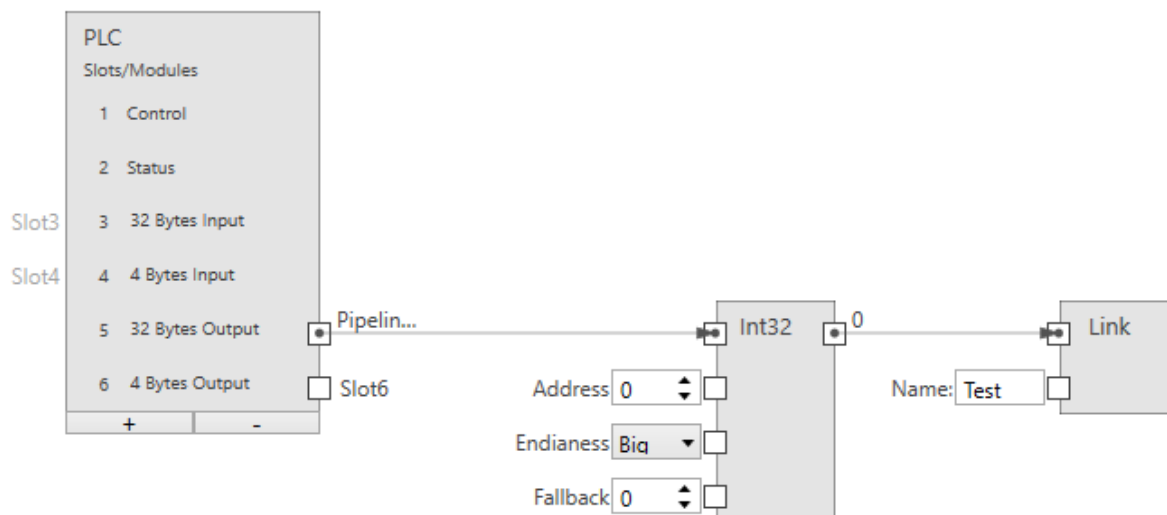 PLC
Slots/Modules
1 Control
2 Status
Slot3 3 32 Bytes Input
Slot4 4 4 Bytes Input
5 32 Bytes Output Pipelin... Int32 0 Link
6 4 Bytes Output Slot6 Address 0 Name: Test
+ -
Endianess Big
Fallback 0